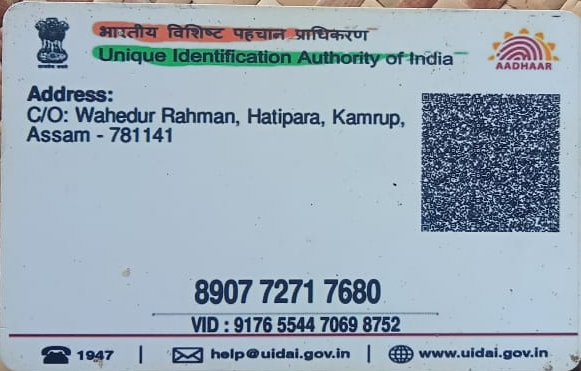 भारतीय विशिष्ट पहचान प्राधिकरण
Unique Identification Authority of India
AADHAAR
Address:
C/O: Wahedur Rahman, Hatipara, Kamrup,
Assam - 781141
8907 7271 7680
VID : 9176 5544 7069 8752
1947 | help@uidai.gov.in | www.uidai.gov.in